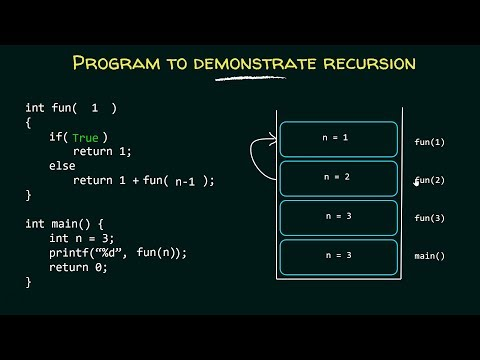 PROGRAM TO DEMONSTRATE RECURSION
int fun( 1 )
{
if(True)
return 1;
else
return 1 + fun( n-1 );
}
int main() {
int n = 3;
printf(“%d”, fun(n));
return 0;
}
n = 1
fun(1)
n = 2
fun(2)
n = 3
fun(3)
n = 3
main()